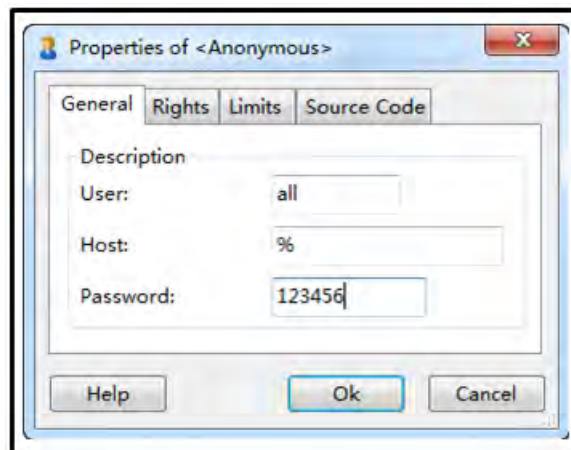 Properties of <Anonymous>
General Rights Limits Source Code
Description
User: all
Host: %
Password: 123456
Help Ok Cancel